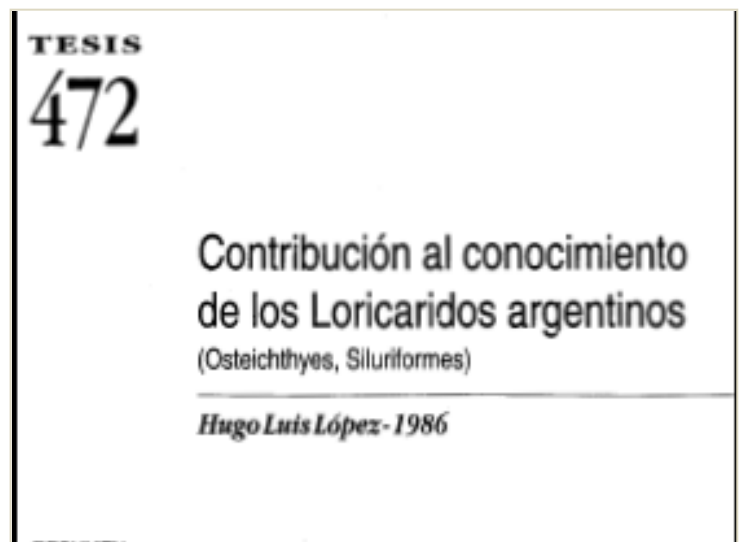 TESIS
472
Contribución al conocimiento
de los Loricaridos argentinos
(Osteichthyes, Siluriformes)
Hugo Luis López - 1986